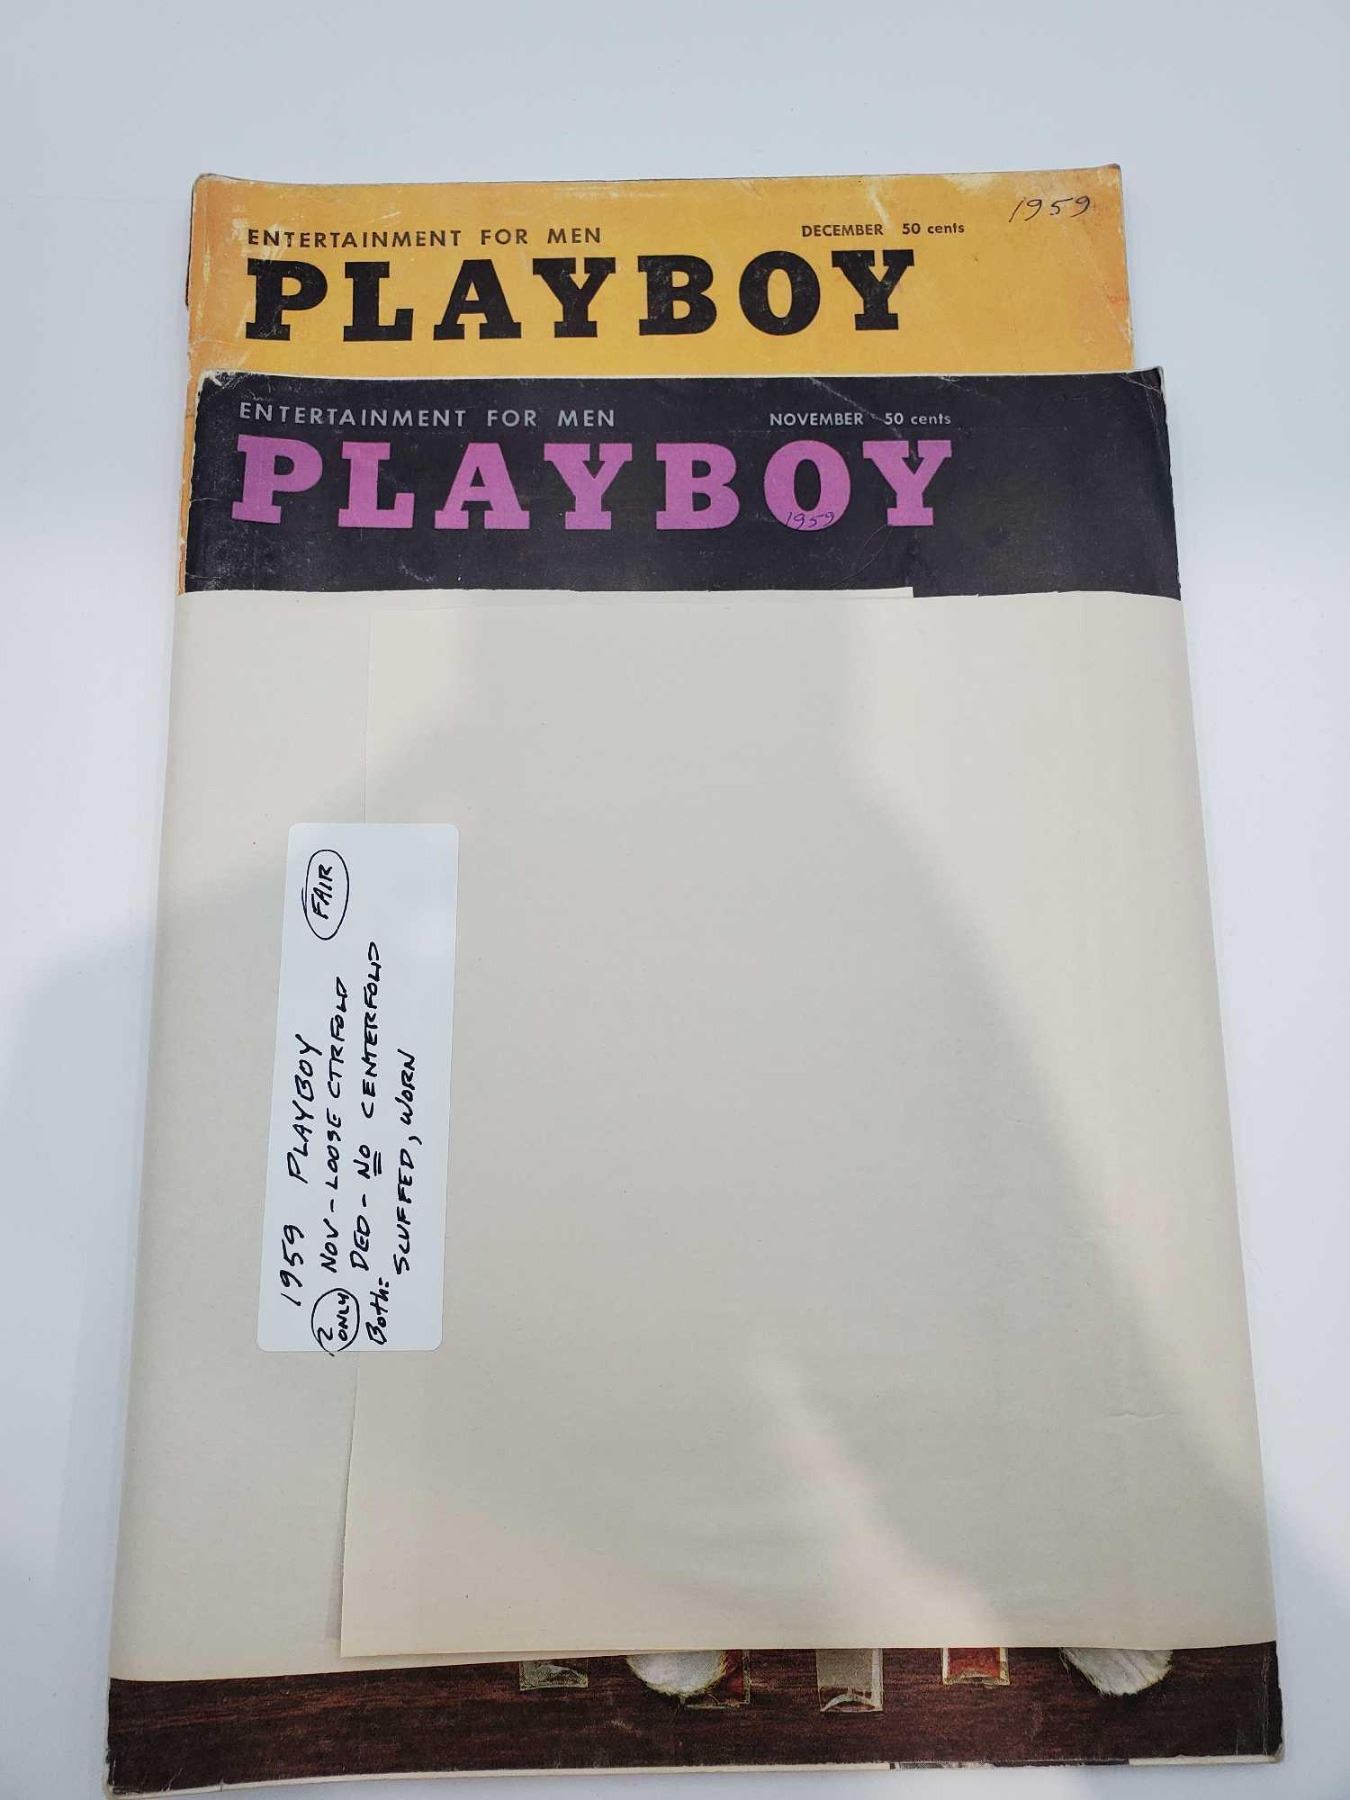 1959
ENTERTAINMENT FOR MEN DECEMBER 50 cents
PLAYBOY
ENTERTAINMENT FOR MEN NOVEMBER 50 cents
PLAYBOY
1959
1959 PLAYBOY
2 ONLY NOV - LOOSE CTRFOLD FAIR
DED - NO CENTERFOLD
Both: SCUFFED, WORN